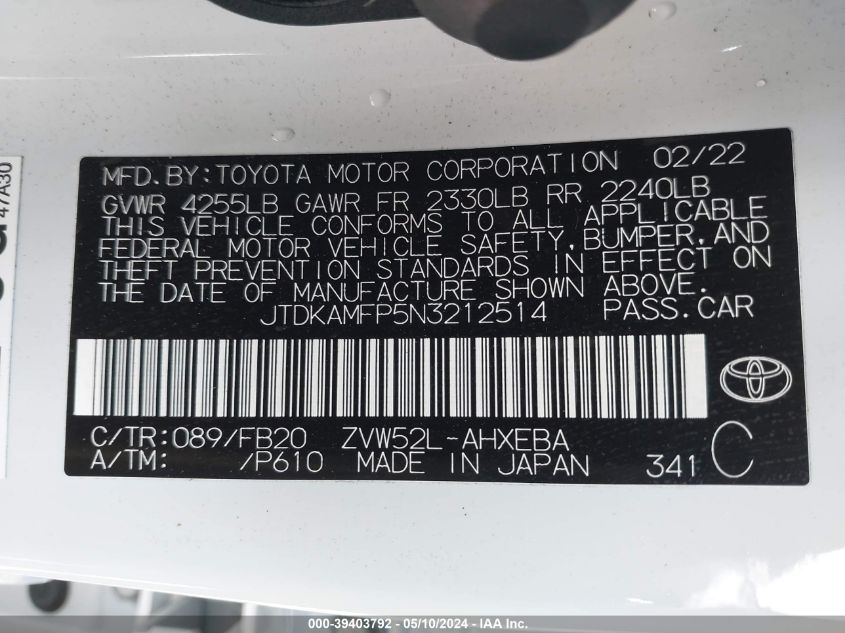 MFD.BY:TOYOTA MOTOR CORPORATION 02/22
GVWR 4255LB GAWR FR 2330LB RR 2240LB
THIS VEHICLE CONFORMS TO ALL APPLICABLE
FEDERAL MOTOR VEHICLE SAFETY,BUMPER,AND
THEFT PREVENTION STANDARDS IN EFFECT ON
THE DATE OF MANUFACTURE SHOWN ABOVE.
JTDKAMFP5N3212514 PASS.CAR
C/TR:089/FB20 ZVW52L-AHXEBA
A/TM: /P610 MADE IN JAPAN 341 C
47A30
000-39403792 - 05/10/2024 - IAA Inc.